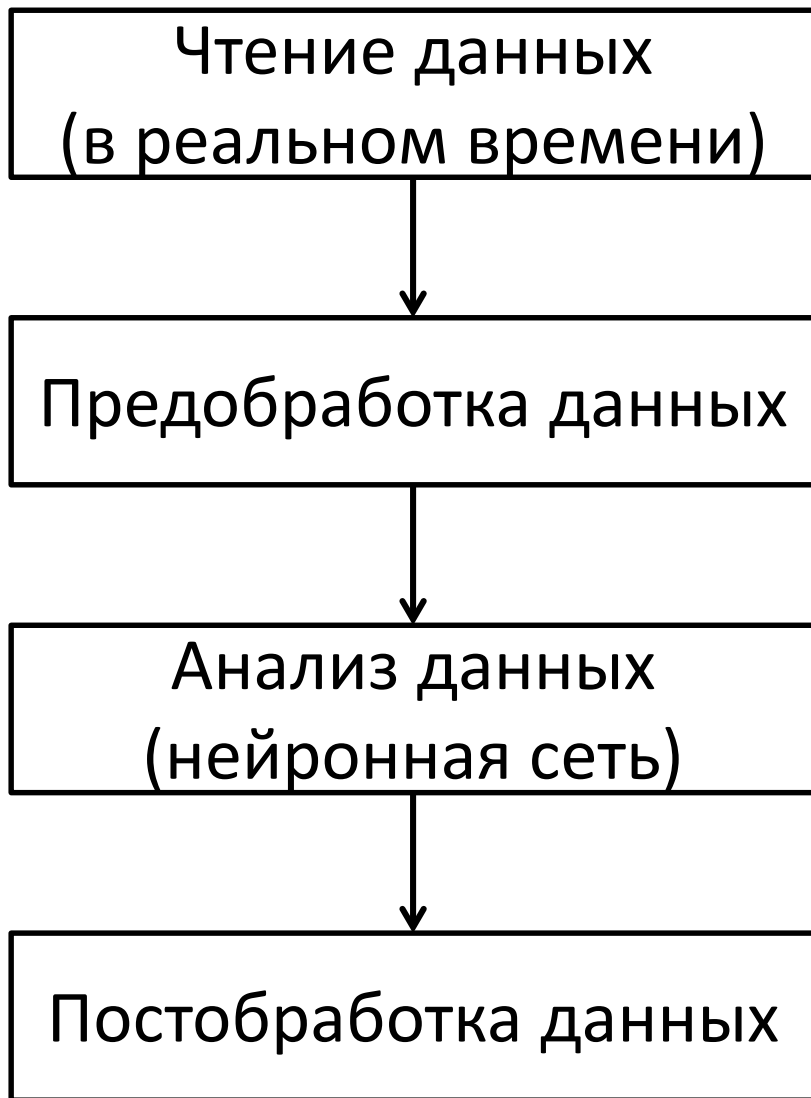 Чтение данных
(в реальном времени)
Предобработка данных
Анализ данных
(нейронная сеть)
Постобработка данных